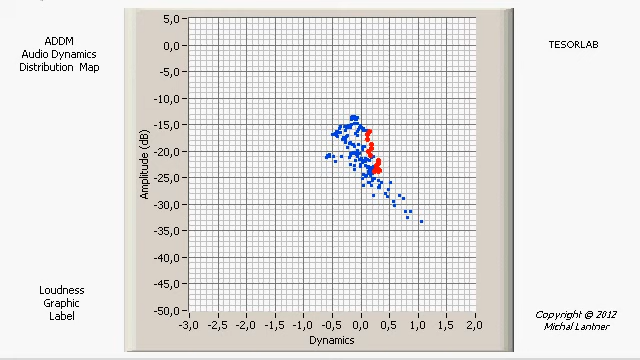 ADDM
Audio Dynamics
Distribution Map
TESORLAB
Amplitude (dB)
5,0
0,0
-5,0
-10,0
-15,0
-20,0
-25,0
-30,0
-35,0
-40,0
-45,0
-50,0
-3,0 -2,5 -2,0 -1,5 -1,0 -0,5 0,0 0,5 1,0 1,5 2,0
Dynamics
Loudness
Graphic
Label
Copyright © 2012
Michal Lantner